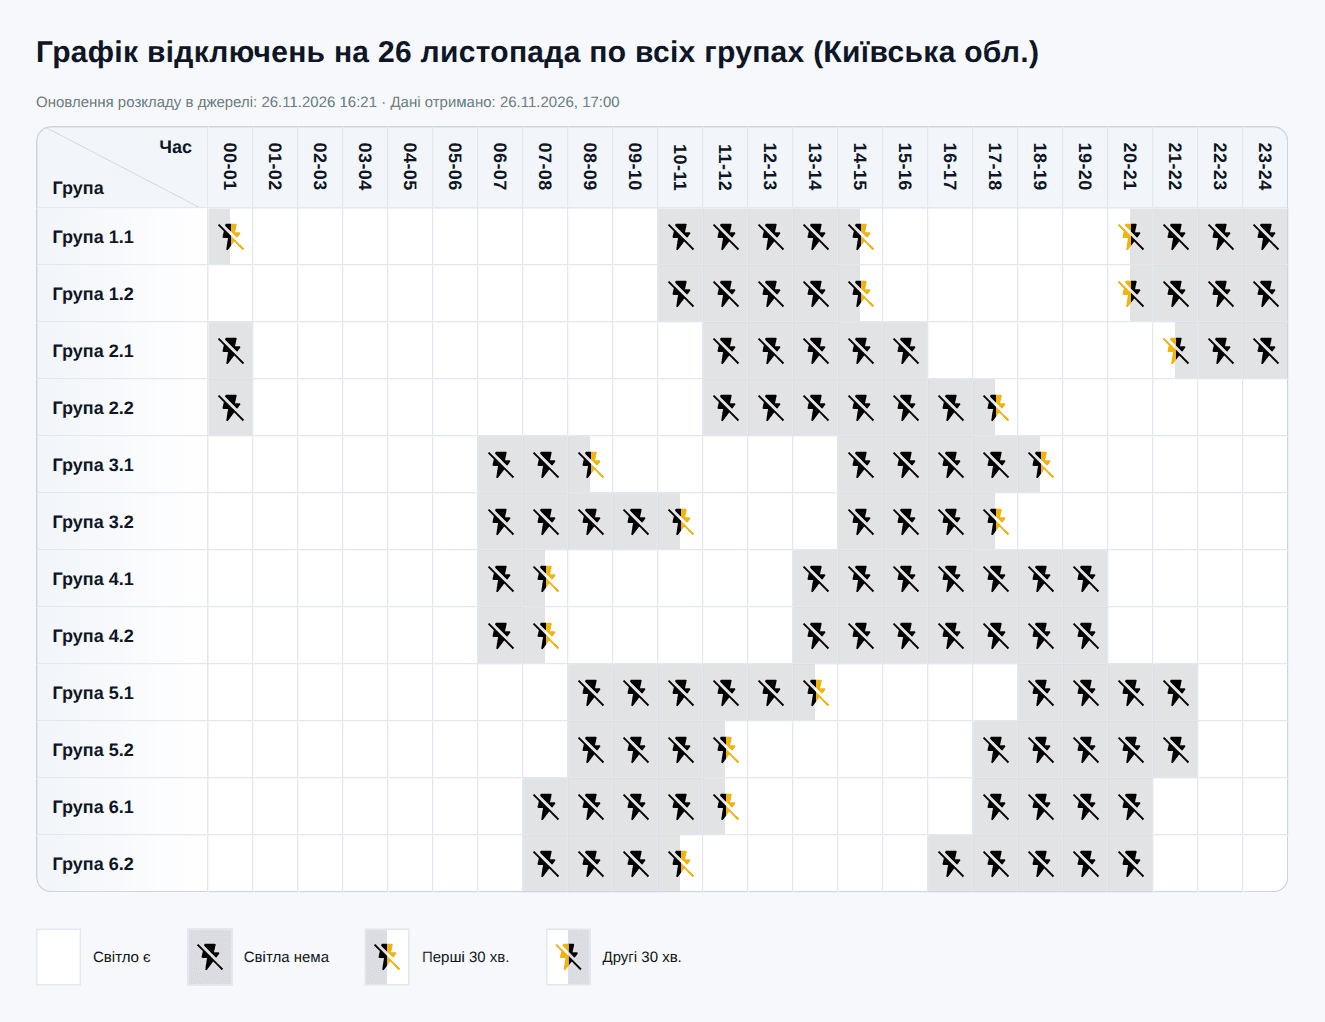 Графік відключень на 26 листопада по всіх групах (Київська обл.)
Оновлення розкладу в джерелі: 26.11.2026 16:21 · Дані отримано: 26.11.2026, 17:00
Час
Група
00-01 01-02 02-03 03-04 04-05 05-06 06-07 07-08 08-09 09-10 10-11 11-12 12-13 13-14 14-15 15-16 16-17 17-18 18-19 19-20 20-21 21-22 22-23 23-24
Група 1.1
Група 1.2
Група 2.1
Група 2.2
Група 3.1
Група 3.2
Група 4.1
Група 4.2
Група 5.1
Група 5.2
Група 6.1
Група 6.2
Світло є Світла нема Перші 30 хв. Другі 30 хв.